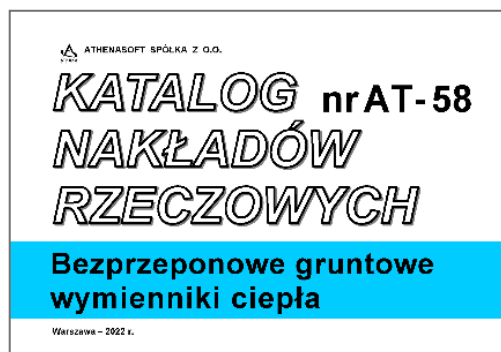 ATHENASOFT SPÓŁKA Z O.O.
KATALOG nr AT-58
NAKŁADÓW
RZECZOWYCH
Bezprzeponowe gruntowe
wymienniki ciepła
Warszawa – 2022 r.